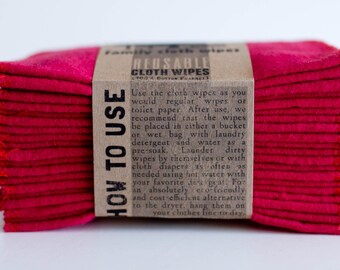 family cloth wipes
REUSABLE
CLOTH WIPES
HOW TO USE
Use the cloth wipes as you
would regular wipes or
toilet paper. After use, we
recommend that the wipes
be placed in either a bucket
or wet bag with laundry
detergent and water as a
pre-soak. Launder dirty
wipes by themselves or with
cloth diapers as often as
needed using hot water with
your favorite detergent. For
an absolutely eco-friendly
and cost efficient alternative
to the dryer, hang them on
your clothes line to dry.